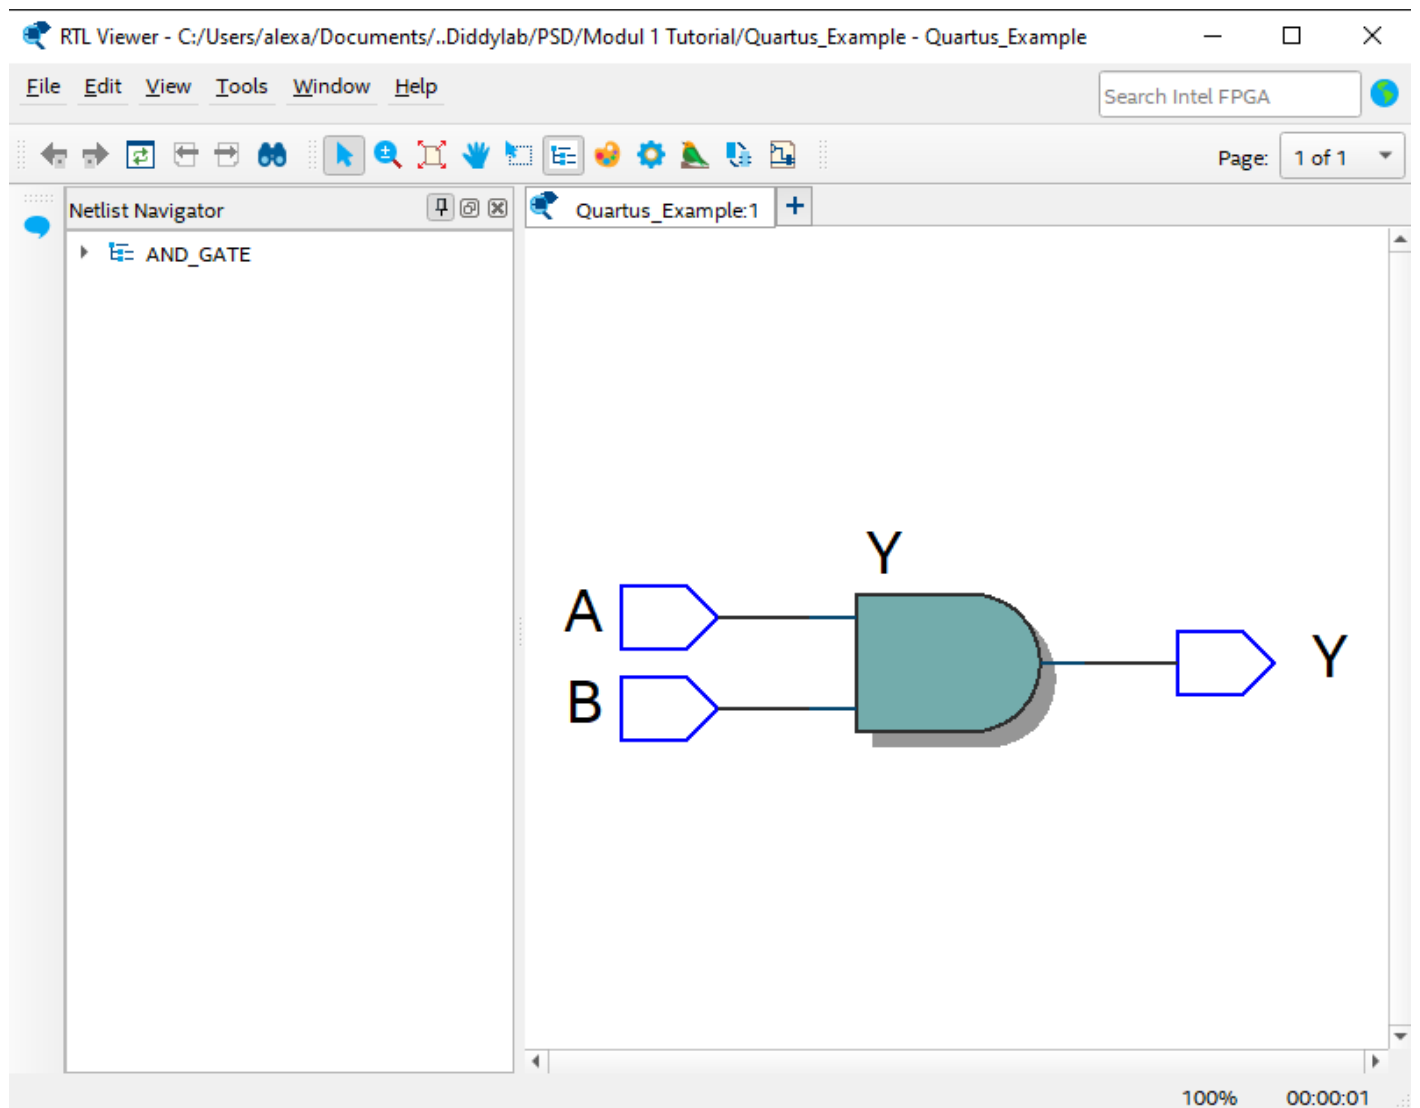 RTL Viewer - C:/Users/alexa/Documents/..Diddylab/PSD/Modul 1 Tutorial/Quartus_Example - Quartus_Example
File Edit View Tools Window Help
Search Intel FPGA
Page: 1 of 1
Netlist Navigator
Quartus_Example:1
AND_GATE
Y
A
B
Y
100% 00:00:01